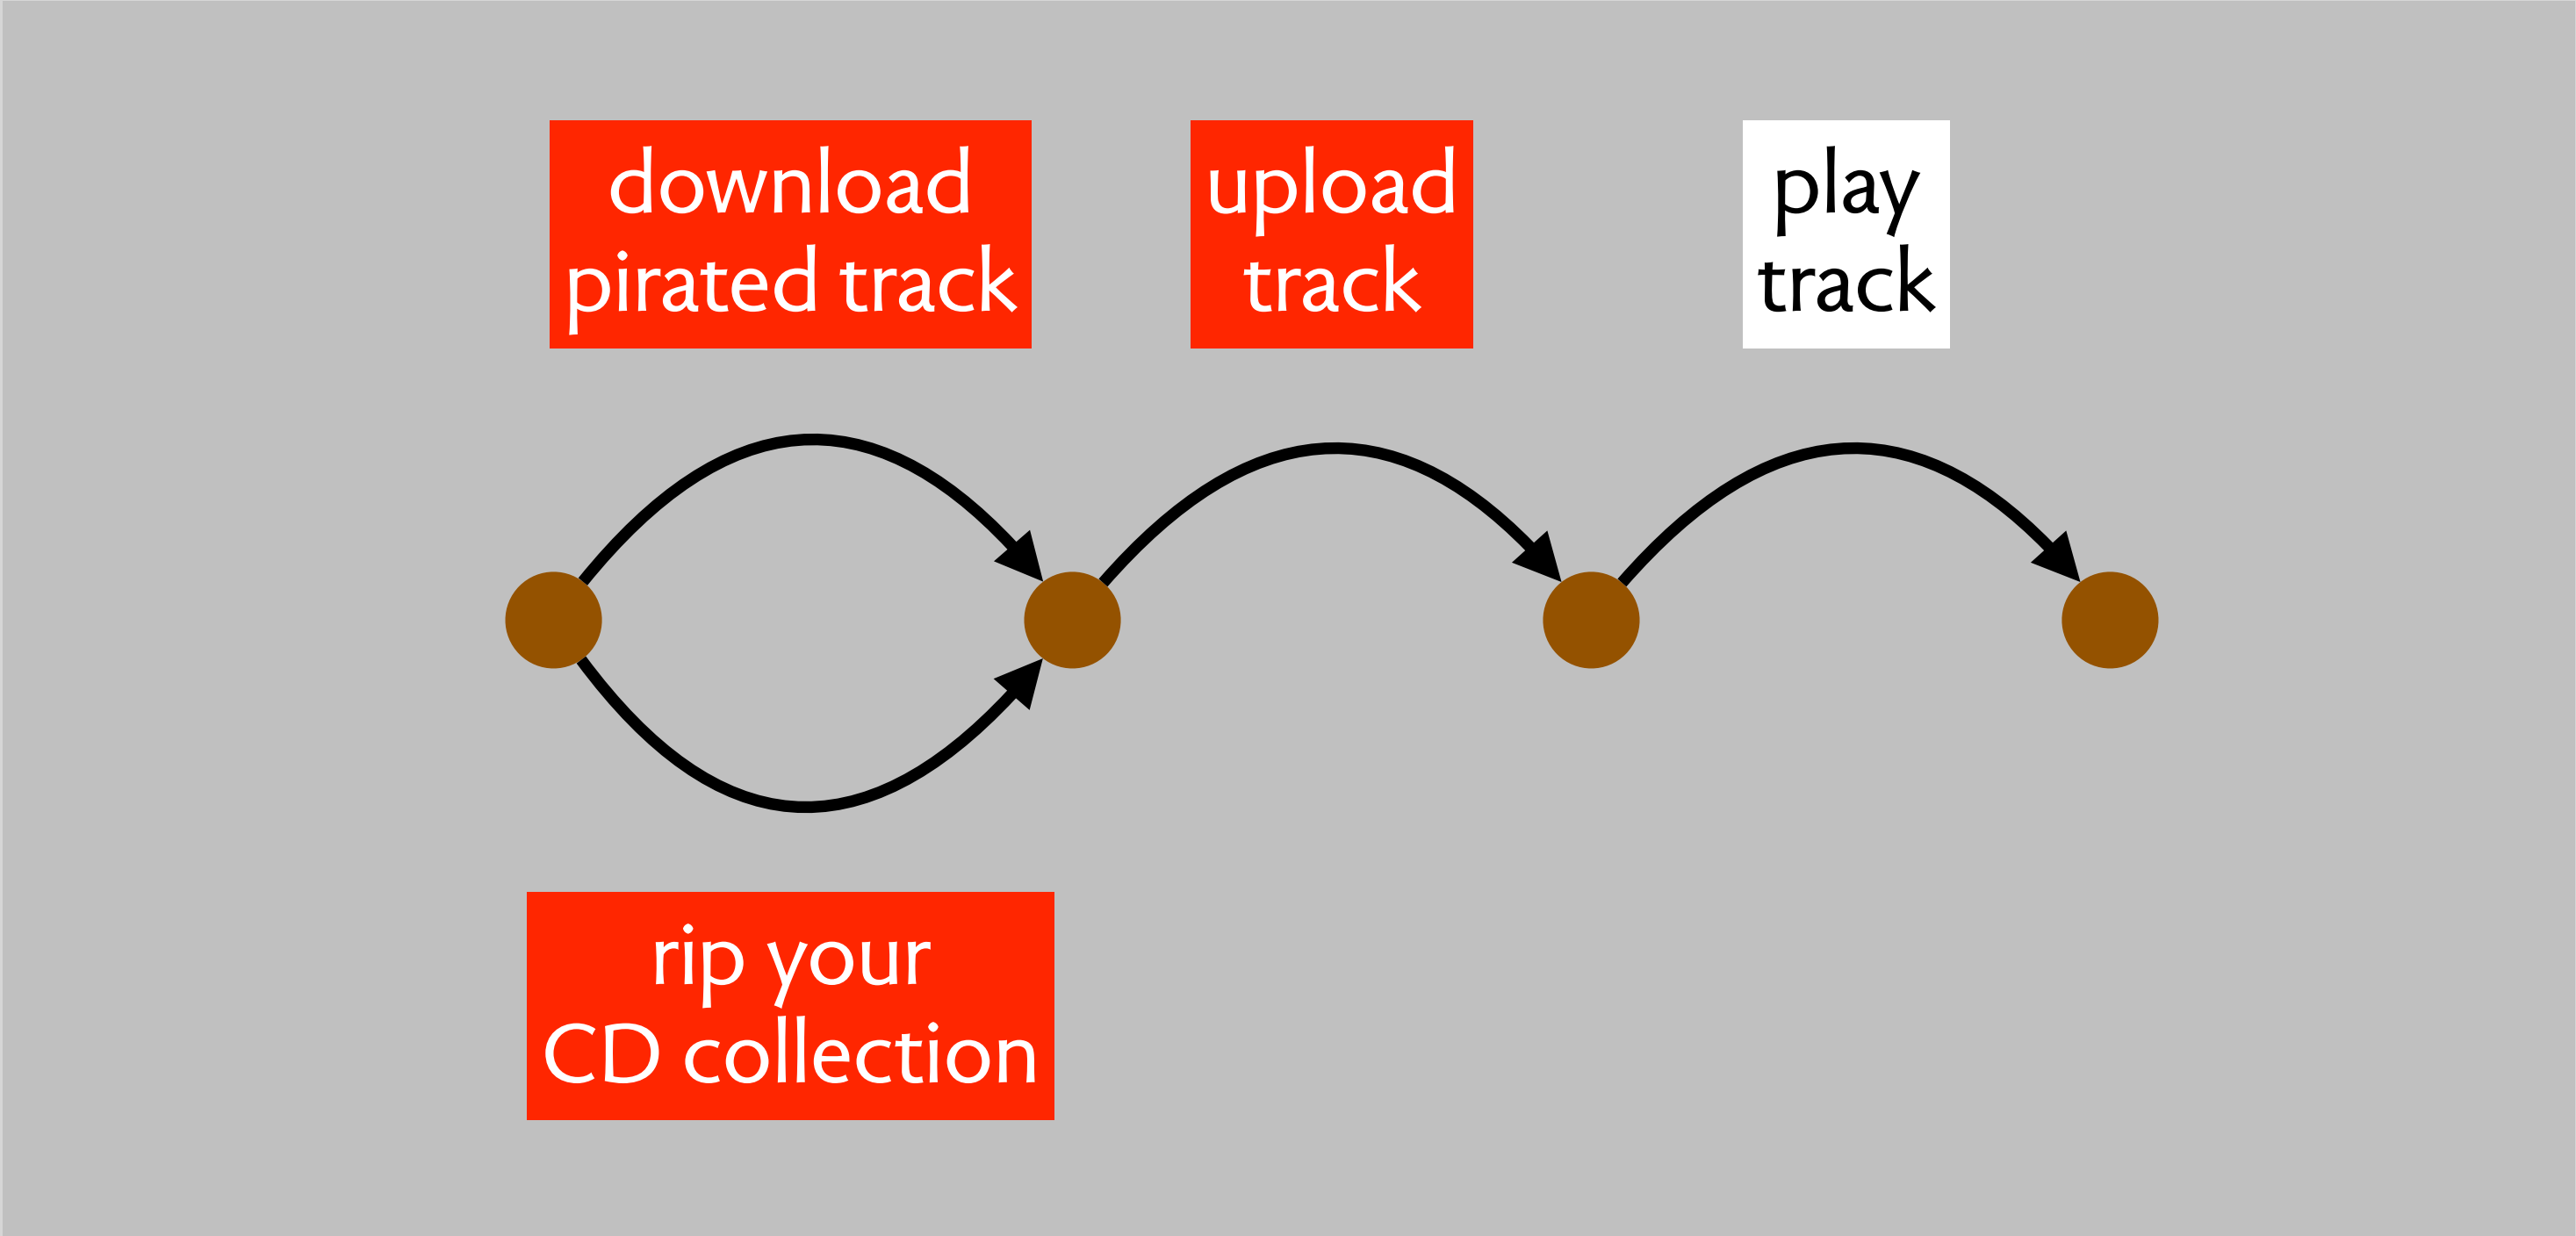 download
pirated track
upload
track
play
track
rip your
CD collection